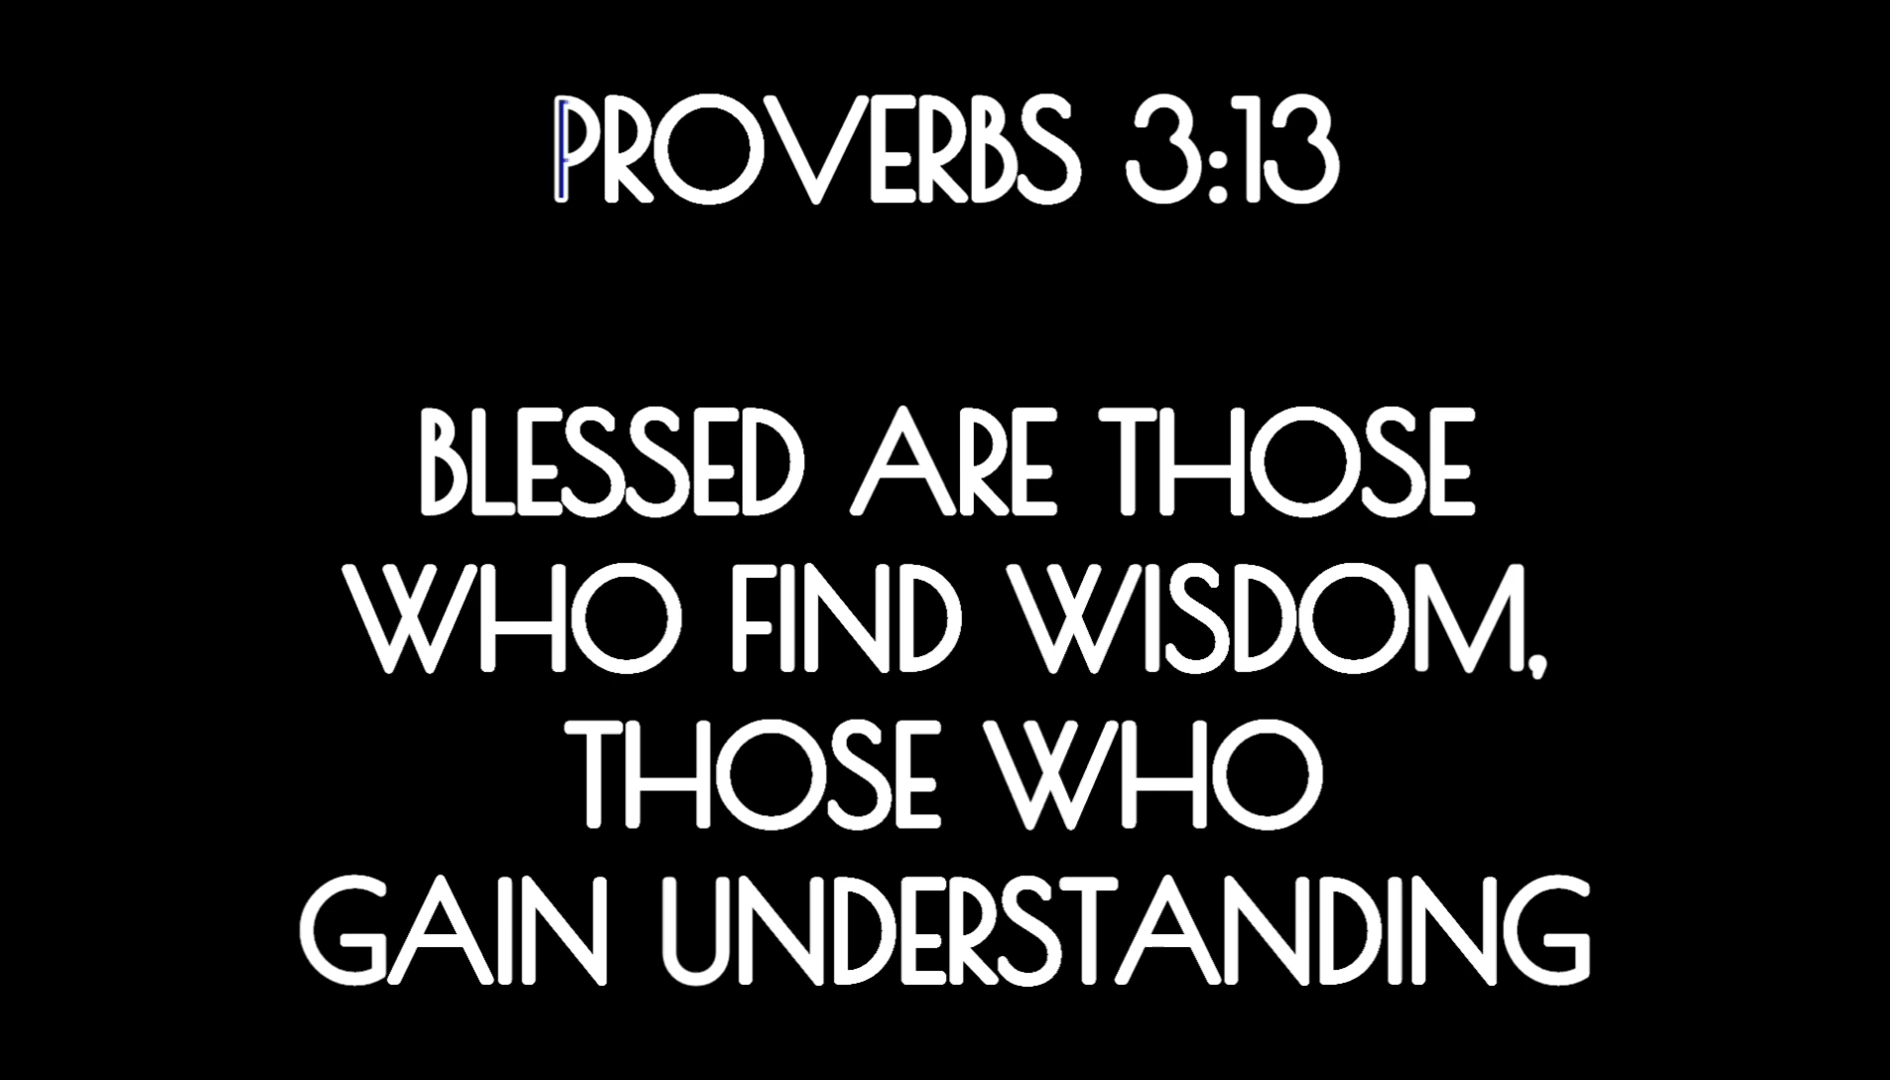 PROVERBS 3:13
BLESSED ARE THOSE
WHO FIND WISDOM,
THOSE WHO
GAIN UNDERSTANDING